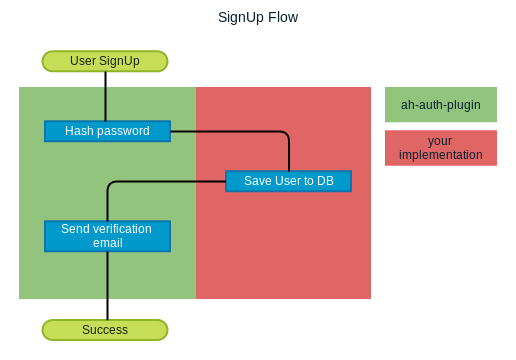 SignUp Flow
User SignUp
ah-auth-plugin
Hash password
your
implementation
Save User to DB
Send verification
email
Success